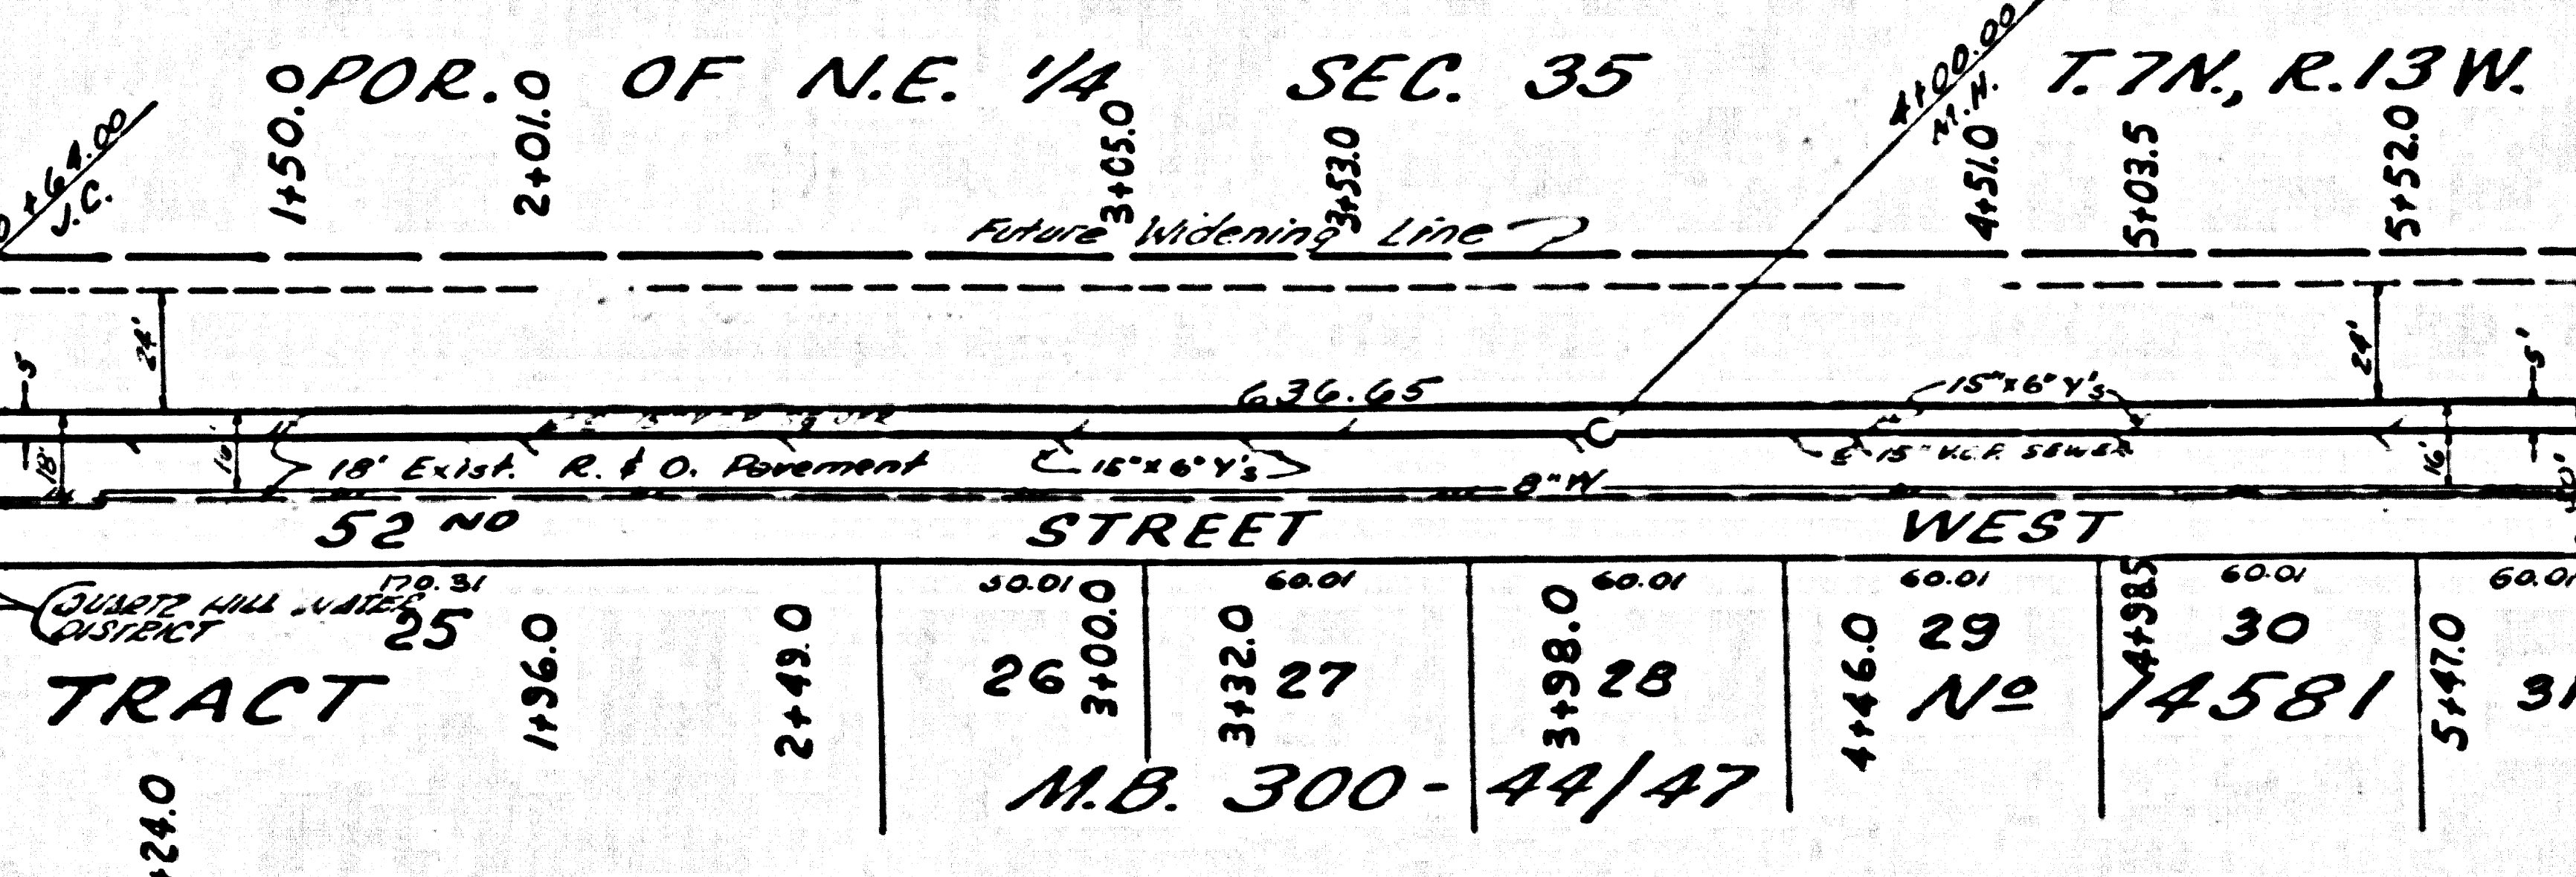 POR. OF N.E. 1/4 SEC. 35 T. 7N., R. 13 W.
+64.00
J.C.
1+50.0
2+01.0
3+05.0
3+53.0
4+00.00
M.H.
4+51.0
5+03.5
5+52.0
Future Widening Line
24'
24'
5'
5'
636.65
15"x6" Y's
18'
16'
18' Exist. R. & O. Pavement
15"x6" Y's
15" V.C.P. SEWER
16'
8" W
52 ND STREET WEST
170.31
50.01
60.01
60.01
60.01
60.01
60.01
QUARTZ HILL WATER
DISTRICT
25
26
27
28
29
30
31
1+96.0
2+49.0
3+00.0
3+32.0
3+98.0
4+46.0
4+98.5
5+47.0
TRACT Nº 14581
M.B. 300 - 44/47
+24.0